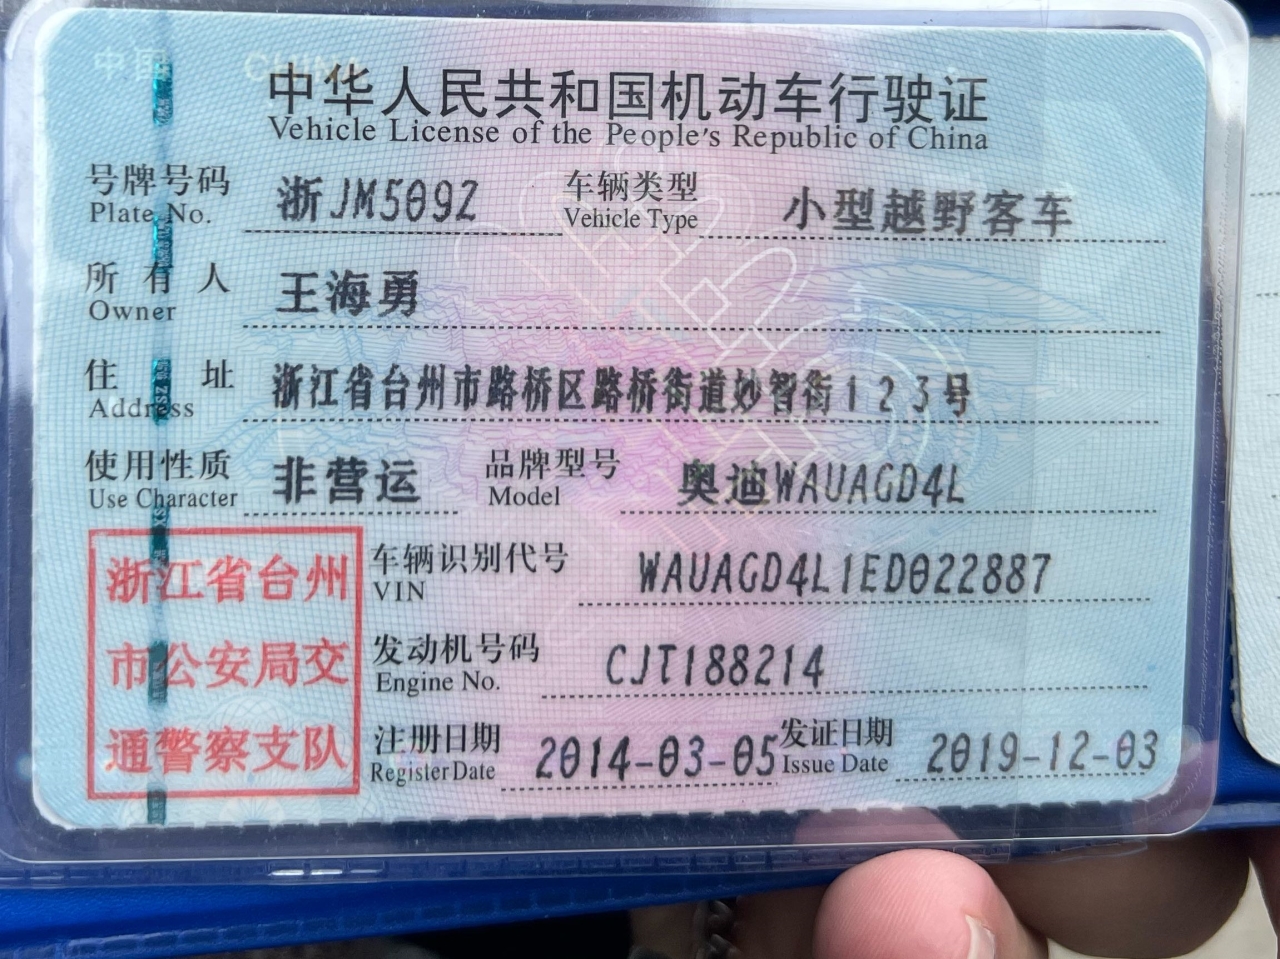 中国 CHINA
中华人民共和国机动车行驶证
Vehicle License of the People's Republic of China
号牌号码 浙JM509Z 车辆类型 小型越野客车
Plate No. Vehicle Type
所有人 王海勇
Owner
住址 浙江省台州市路桥区路桥街道妙智街123号
Address
使用性质 非营运 品牌型号 奥迪WAUAGD4L
Use Character Model
浙江省台州
市公安局交
通警察支队
车辆识别代号 WAUAGD4L1ED022887
VIN
发动机号码 CJT188214
Engine No.
注册日期 2014-03-05 发证日期 2019-12-03
Register Date Issue Date